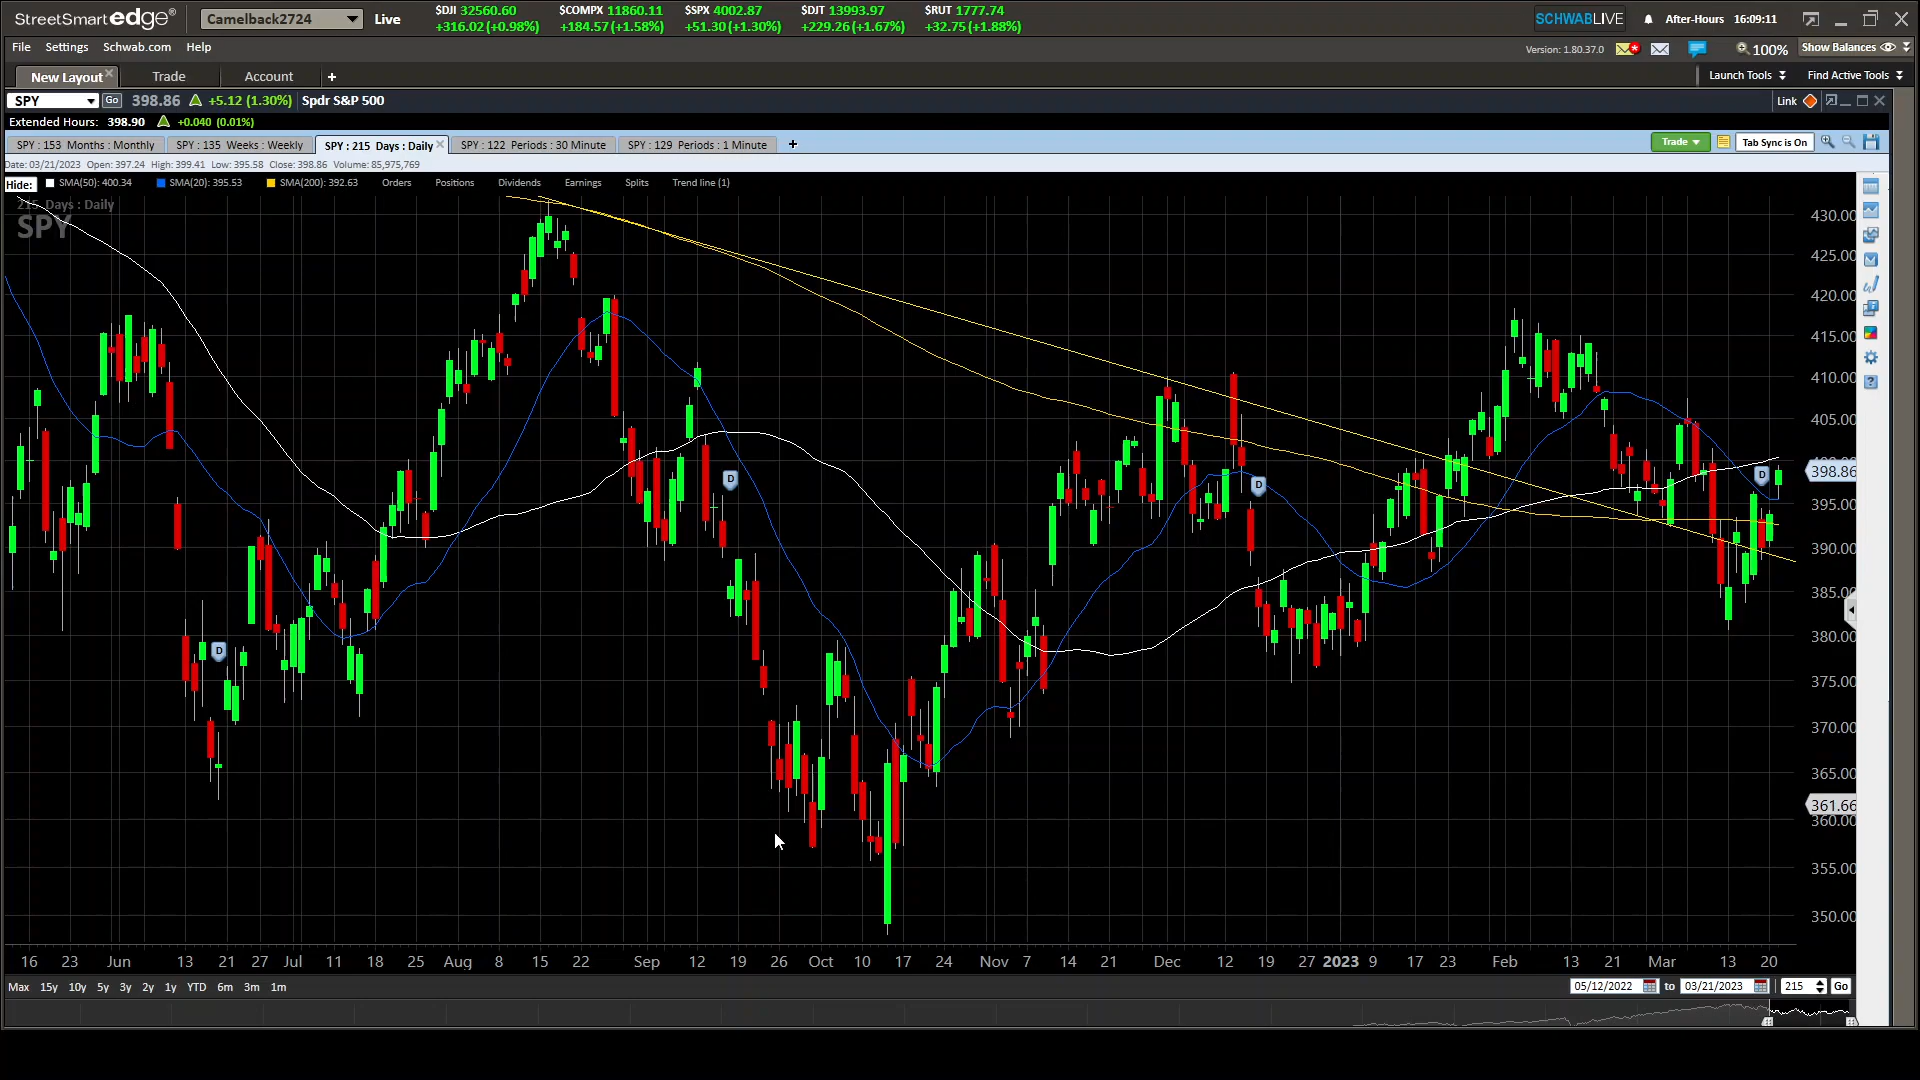 StreetSmart edge® Camelback2724 Live $DJI 32560.60 $COMPX 11860.11 $SPX 4002.87 $DJT 13993.97 $RUT 1777.74 SCHWABLIVE After-Hours 16:09:11
+316.02 (+0.98%) +184.57 (+1.58%) +51.30 (+1.30%) +229.26 (+1.67%) +32.75 (+1.88%)
File Settings Schwab.com Help Version: 1.80.37.0 100% Show Balances
New Layout Trade Account + Launch Tools Find Active Tools
SPY Go 398.86 +5.12 (1.30%) Spdr S&P 500 Link
Extended Hours: 398.90 +0.040 (0.01%)
SPY : 153 Months : Monthly SPY : 135 Weeks : Weekly SPY : 215 Days : Daily SPY : 122 Periods : 30 Minute SPY : 129 Periods : 1 Minute + Trade Tab Sync is On
Date: 03/21/2023 Open: 397.24 High: 399.41 Low: 395.58 Close: 398.86 Volume: 85,975,769
Hide: SMA(50): 400.34 SMA(20): 395.53 SMA(200): 392.63 Orders Positions Dividends Earnings Splits Trend line (1)
215 Days : Daily
SPY
430.00
425.00
420.00
415.00
410.00
405.00
398.86
395.00
390.00
385.00
380.00
375.00
370.00
365.00
361.66
360.00
355.00
350.00
D
D
D
D
16 23 Jun 13 21 27 Jul 11 18 25 Aug 8 15 22 Sep 12 19 26 Oct 10 17 24 Nov 7 14 21 Dec 12 19 27 2023 9 17 23 Feb 13 21 Mar 13 20
Max 15y 10y 5y 3y 2y 1y YTD 6m 3m 1m 05/12/2022 to 03/21/2023 215 Go